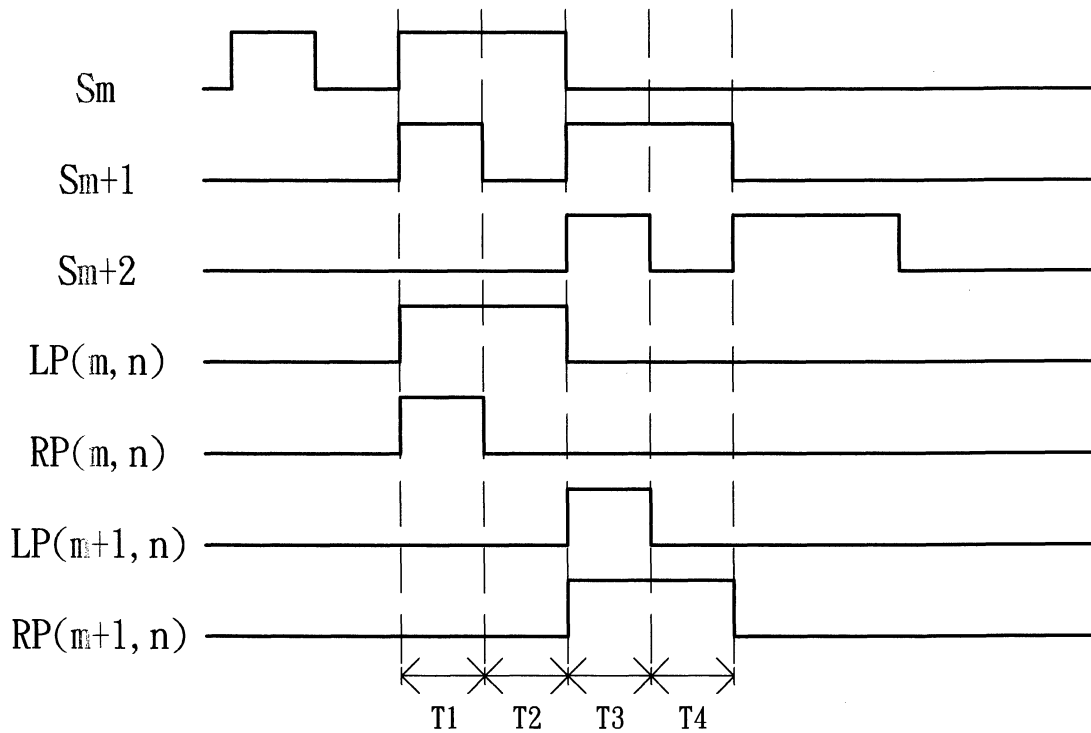 Sm
Sm+1
Sm+2
LP(m,n)
RP(m,n)
LP(m+1,n)
RP(m+1,n)
T1 T2 T3 T4